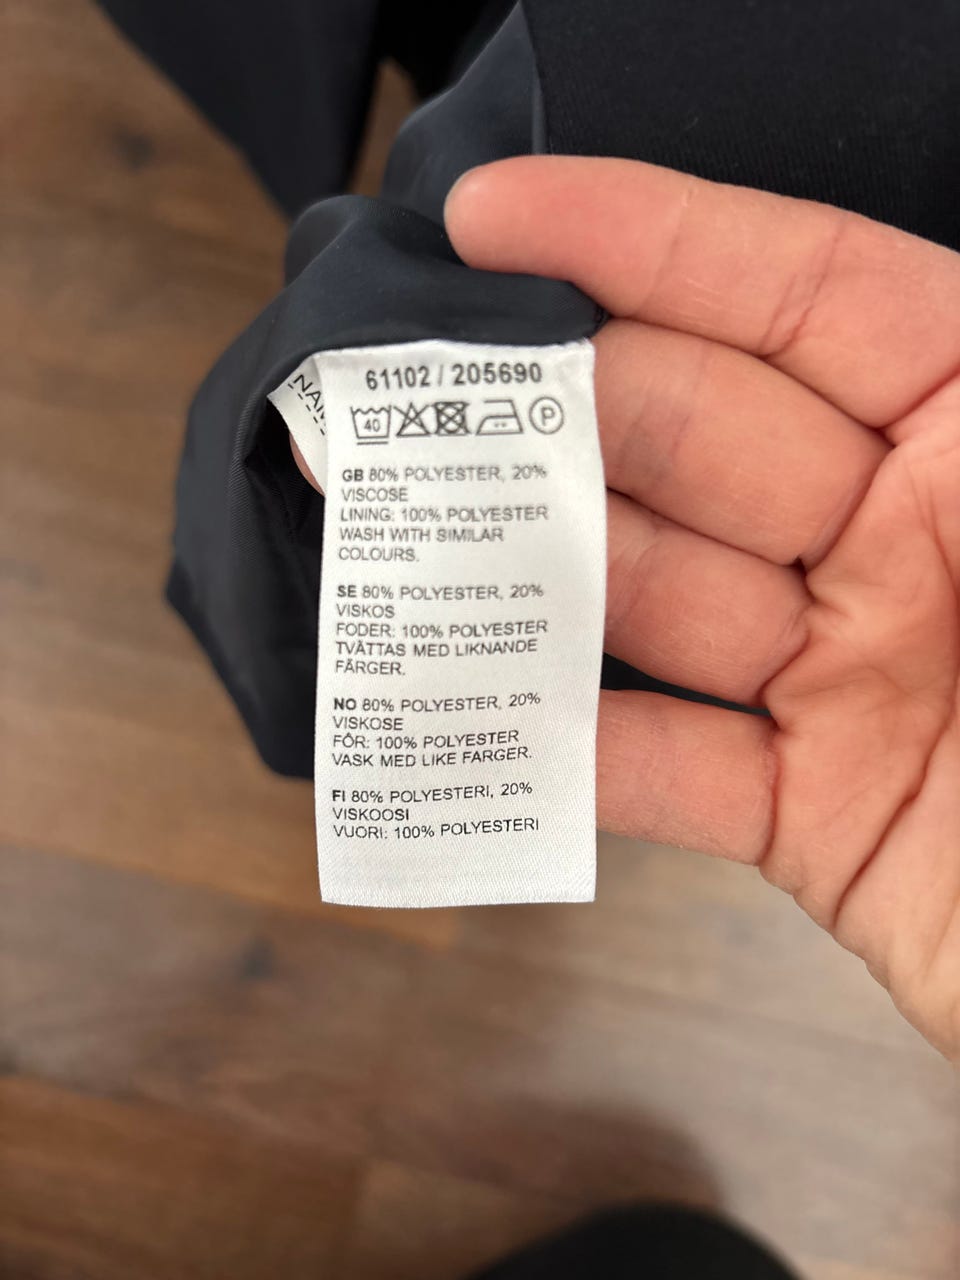 61102 / 205690
40 P
GB 80% POLYESTER, 20%
VISCOSE
LINING: 100% POLYESTER
WASH WITH SIMILAR
COLOURS.
SE 80% POLYESTER, 20%
VISKOS
FODER: 100% POLYESTER
TVÄTTAS MED LIKNANDE
FÄRGER.
NO 80% POLYESTER, 20%
VISKOSE
FÔR: 100% POLYESTER
VASK MED LIKE FARGER.
FI 80% POLYESTERI, 20%
VISKOOSI
VUORI: 100% POLYESTERI